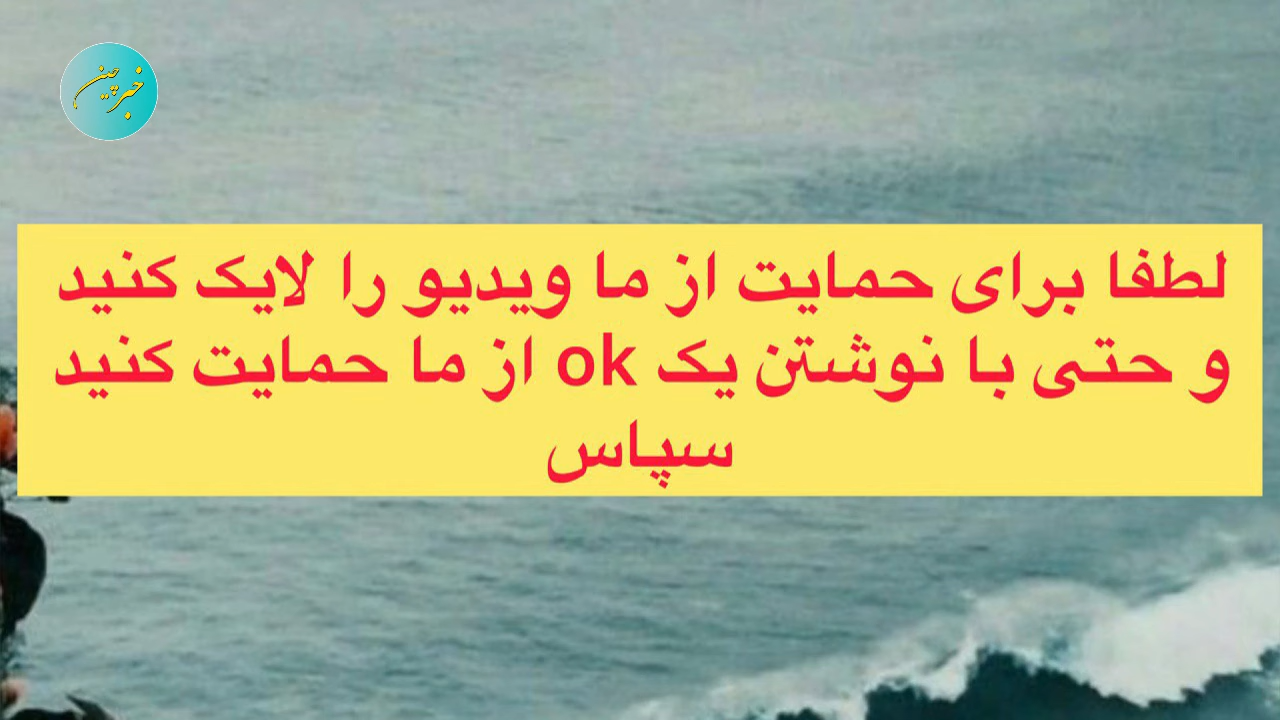 خبرچین
لطفا برای حمایت از ما ویدیو را لایک کنید
و حتی با نوشتن یک ok از ما حمایت کنید
سپاس